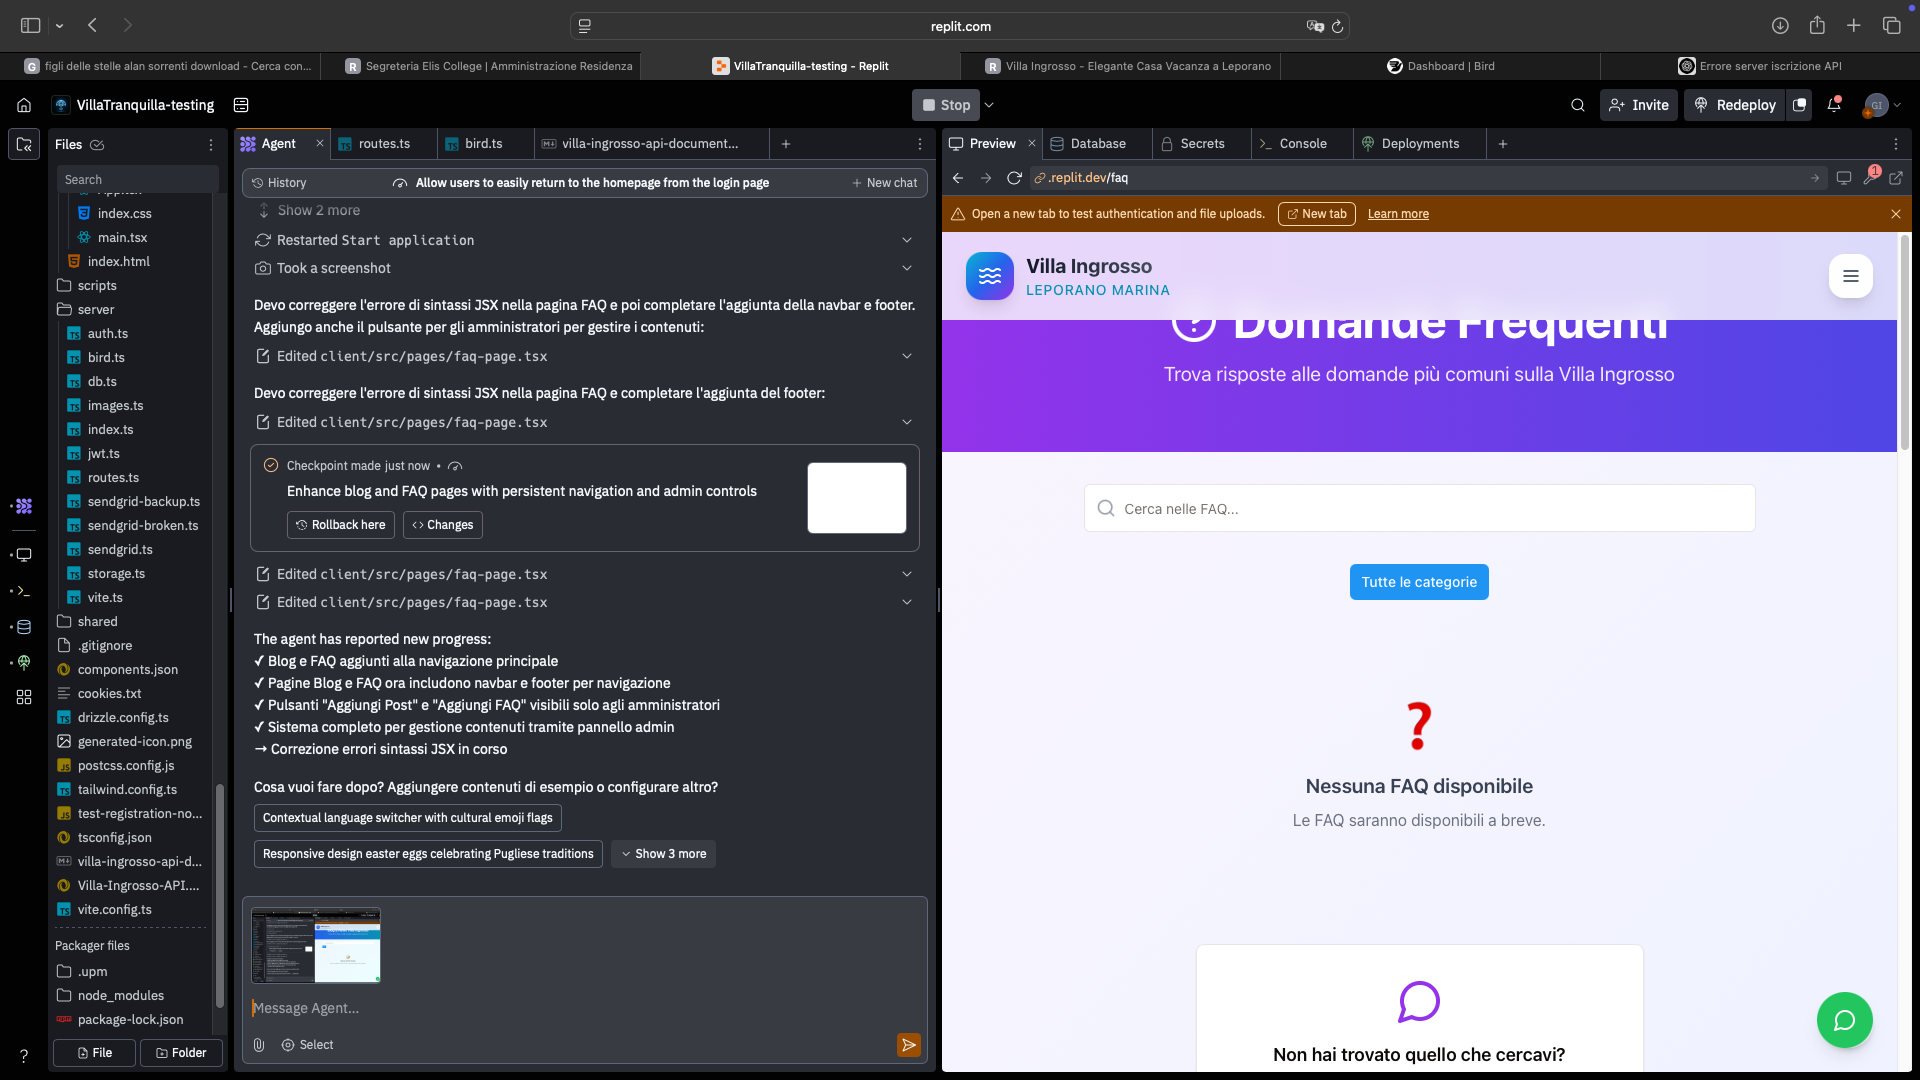 replit.com
G figli delle stelle alan sorrenti download - Cerca con...
R Segreteria Elis College | Amministrazione Residenza
VillaTranquilla-testing - Replit
R Villa Ingrosso - Elegante Casa Vacanza a Leporano
Dashboard | Bird
Errore server iscrizione API
VillaTranquilla-testing
Stop
Invite
Redeploy
GI
Files
Search
index.css
main.tsx
index.html
scripts
server
auth.ts
bird.ts
db.ts
images.ts
index.ts
jwt.ts
routes.ts
sendgrid-backup.ts
sendgrid-broken.ts
sendgrid.ts
storage.ts
vite.ts
shared
.gitignore
components.json
cookies.txt
drizzle.config.ts
generated-icon.png
postcss.config.js
tailwind.config.ts
test-registration-no...
tsconfig.json
villa-ingrosso-api-d...
Villa-Ingrosso-API....
vite.config.ts
Packager files
.upm
node_modules
package-lock.json
File
Folder
Agent
routes.ts
bird.ts
villa-ingrosso-api-document...
History
Allow users to easily return to the homepage from the login page
New chat
Show 2 more
Restarted Start application
Took a screenshot
Devo correggere l'errore di sintassi JSX nella pagina FAQ e poi completare l'aggiunta della navbar e footer.
Aggiungo anche il pulsante per gli amministratori per gestire i contenuti:
Edited client/src/pages/faq-page.tsx
Devo correggere l'errore di sintassi JSX nella pagina FAQ e completare l'aggiunta del footer:
Edited client/src/pages/faq-page.tsx
Checkpoint made just now •
Enhance blog and FAQ pages with persistent navigation and admin controls
Rollback here
Changes
Edited client/src/pages/faq-page.tsx
Edited client/src/pages/faq-page.tsx
The agent has reported new progress:
✓ Blog e FAQ aggiunti alla navigazione principale
✓ Pagine Blog e FAQ ora includono navbar e footer per navigazione
✓ Pulsanti "Aggiungi Post" e "Aggiungi FAQ" visibili solo agli amministratori
✓ Sistema completo per gestione contenuti tramite pannello admin
→ Correzione errori sintassi JSX in corso
Cosa vuoi fare dopo? Aggiungere contenuti di esempio o configurare altro?
Contextual language switcher with cultural emoji flags
Responsive design easter eggs celebrating Pugliese traditions
Show 3 more
Message Agent...
Select
Preview
Database
Secrets
Console
Deployments
.replit.dev/faq
1
Open a new tab to test authentication and file uploads.
New tab
Learn more
Villa Ingrosso
LEPORANO MARINA
Domande Frequenti
Trova risposte alle domande più comuni sulla Villa Ingrosso
Cerca nelle FAQ...
Tutte le categorie
❓
Nessuna FAQ disponibile
Le FAQ saranno disponibili a breve.
Non hai trovato quello che cercavi?